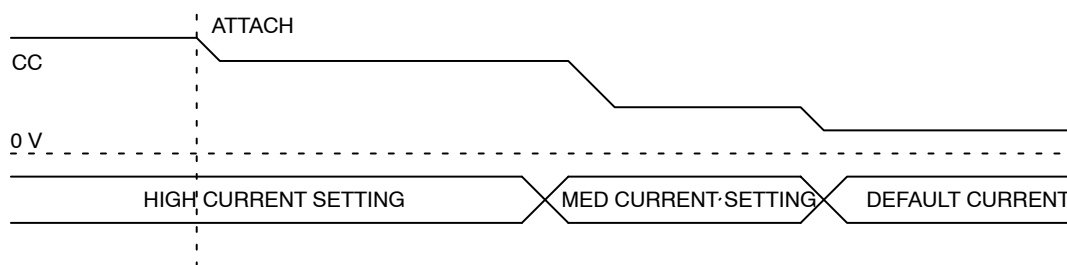 ATTACH
CC
0 V
HIGH CURRENT SETTING MED CURRENT SETTING DEFAULT CURRENT